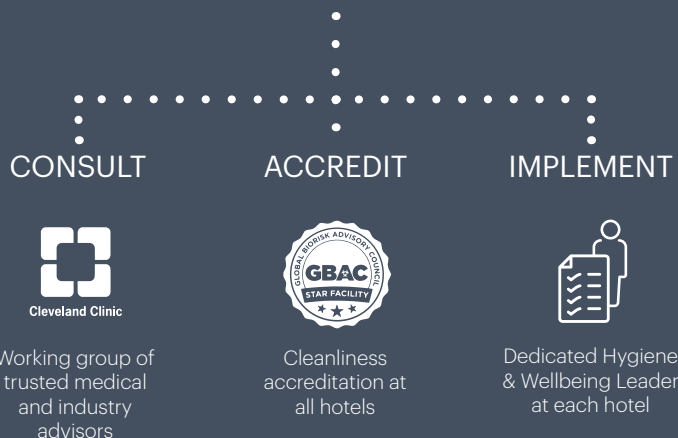 CONSULT
ACCREDIT
IMPLEMENT
Cleveland Clinic
GLOBAL BIORISK ADVISORY COUNCIL
GBAC
STAR FACILITY
Working group of
trusted medical
and industry
advisors
Cleanliness
accreditation at
all hotels
Dedicated Hygiene
& Wellbeing Leader
at each hotel